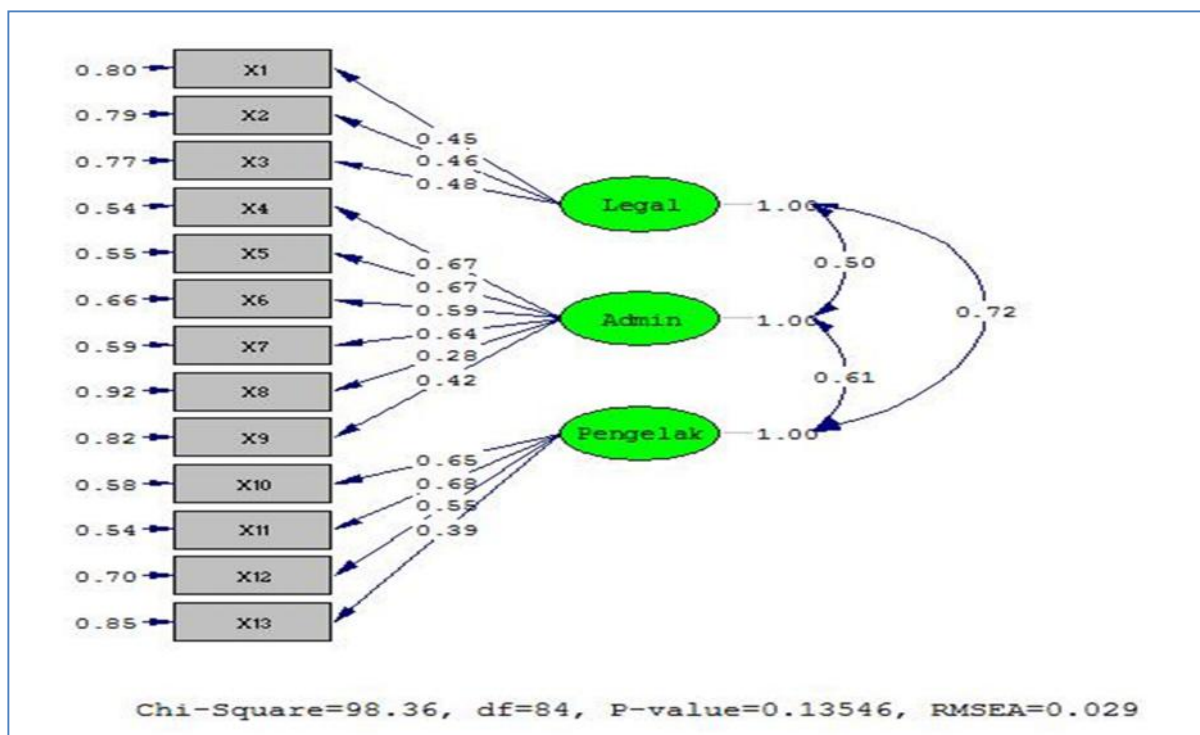 0.80 X1
0.79 X2
0.77 X3
0.54 X4
0.55 X5
0.66 X6
0.59 X7
0.92 X8
0.82 X9
0.58 X10
0.54 X11
0.70 X12
0.85 X13
0.45
0.46
0.48
0.67
0.67
0.59
0.64
0.28
0.42
0.65
0.68
0.55
0.39
Legal 1.00
Admin 1.00
Pengelak 1.00
0.50
0.72
0.61
Chi-Square=98.36, df=84, P-value=0.13546, RMSEA=0.029